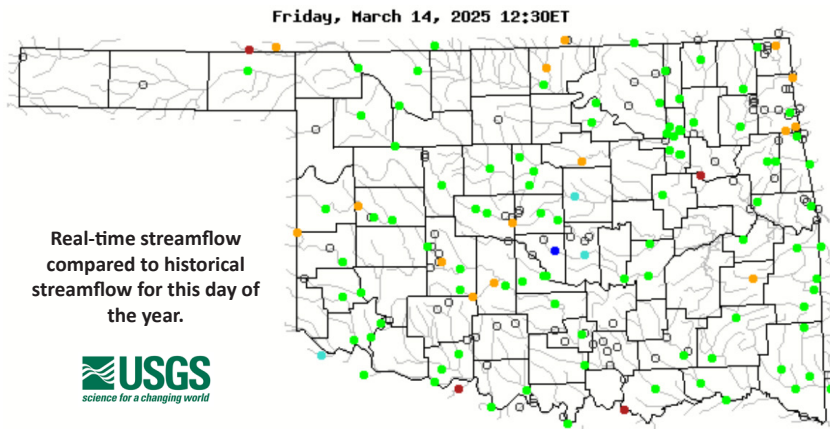 Friday, March 14, 2025 12:30ET
Real-time streamflow
compared to historical
streamflow for this day of
the year.
USGS
science for a changing world